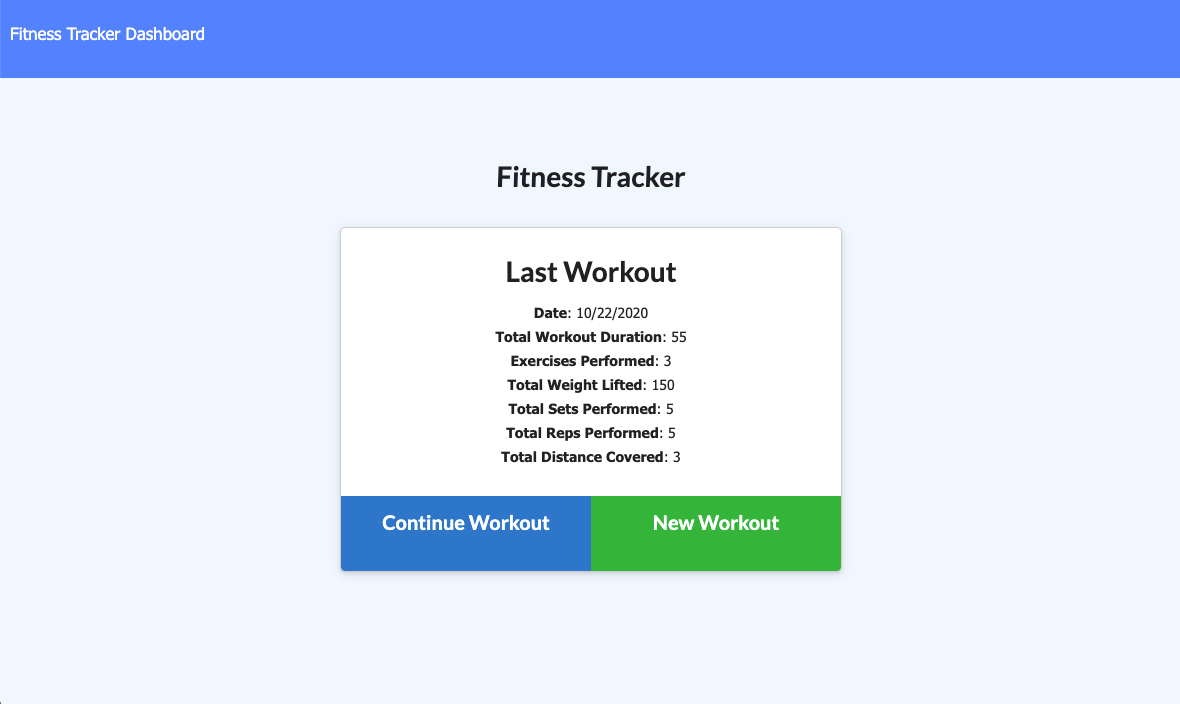 Fitness Tracker Dashboard
Fitness Tracker
Last Workout
Date: 10/22/2020
Total Workout Duration: 55
Exercises Performed: 3
Total Weight Lifted: 150
Total Sets Performed: 5
Total Reps Performed: 5
Total Distance Covered: 3
Continue Workout
New Workout